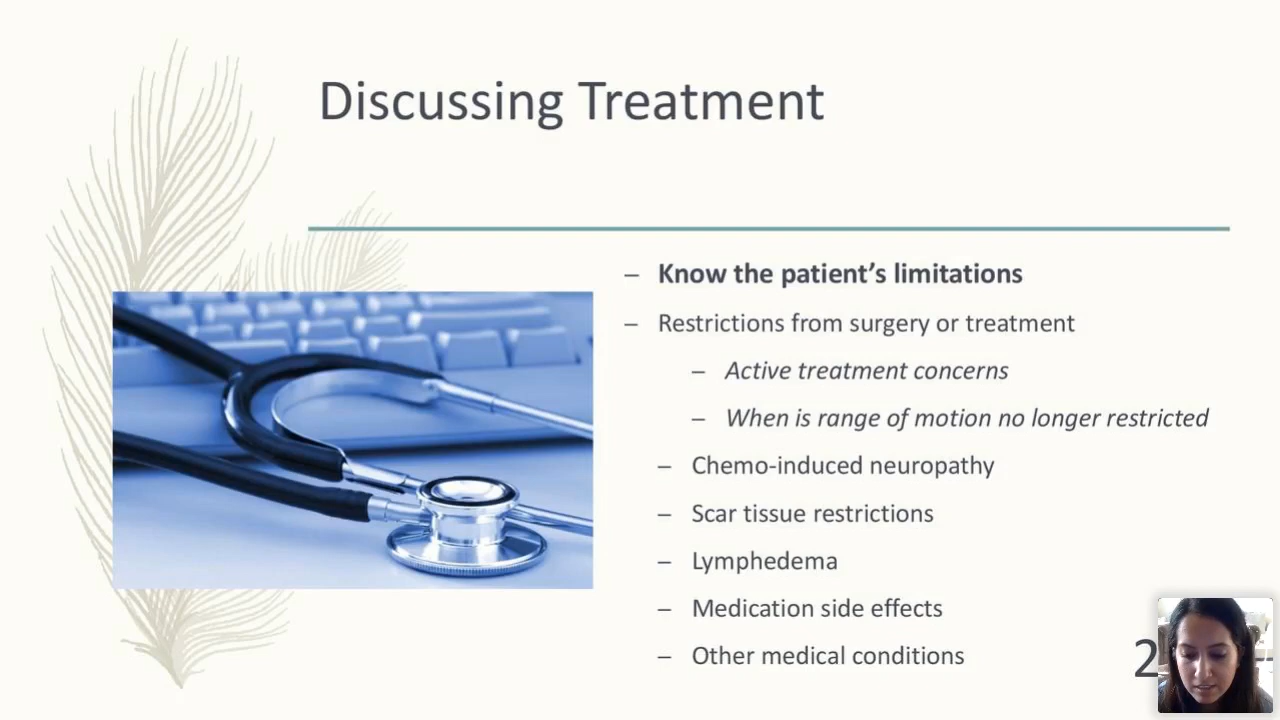 Discussing Treatment
– Know the patient’s limitations
– Restrictions from surgery or treatment
– Active treatment concerns
– When is range of motion no longer restricted
– Chemo-induced neuropathy
– Scar tissue restrictions
– Lymphedema
– Medication side effects
– Other medical conditions